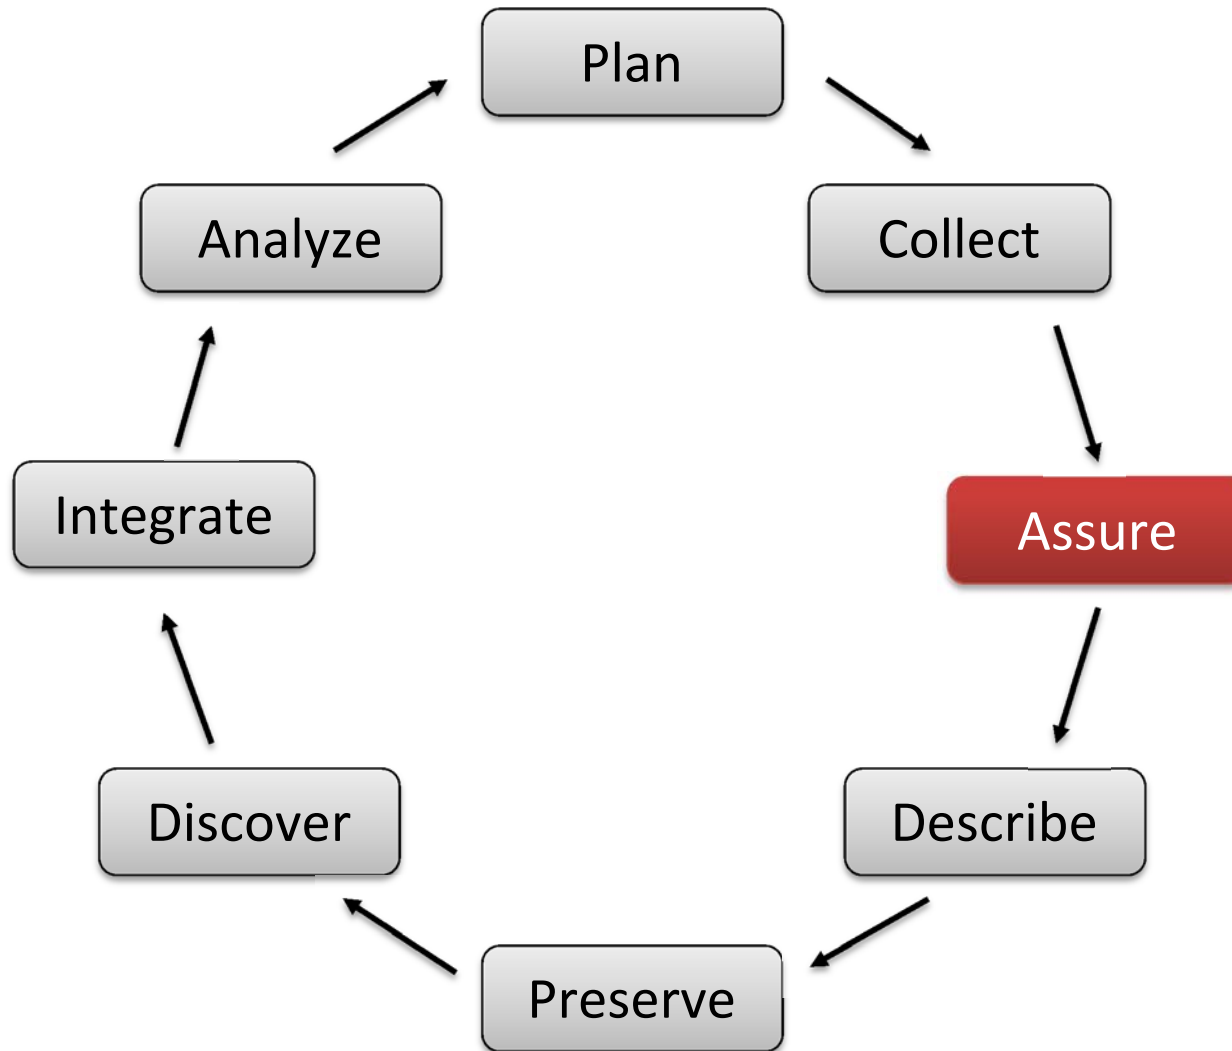 Plan
Collect
Assure
Describe
Preserve
Discover
Integrate
Analyze